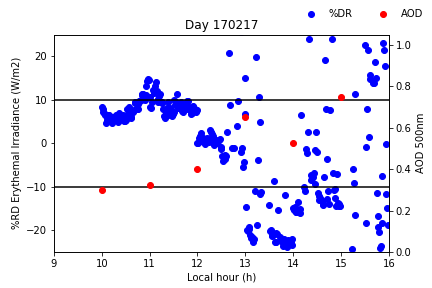 %DR AOD
Day 170217
20
10
0
−10
−20
%RD Erythemal Irradiance (W/m2)
1.0
0.8
0.6
0.4
0.2
0.0
AOD 500nm
9 10 11 12 13 14 15 16
Local hour (h)